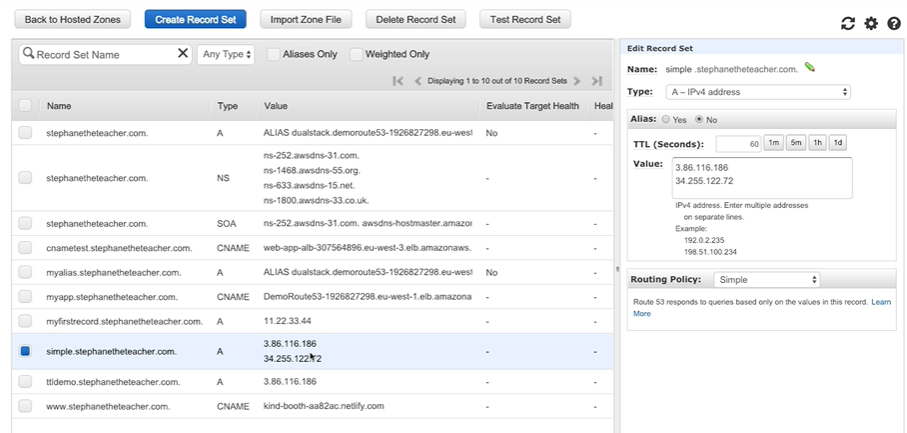 Back to Hosted Zones Create Record Set Import Zone File Delete Record Set Test Record Set
Record Set Name Any Type Aliases Only Weighted Only
Displaying 1 to 10 out of 10 Record Sets
Name Type Value Evaluate Target Health Heal
stephanetheteacher.com. A ALIAS dualstack.demoroute53-1926827298.eu-west No -
stephanetheteacher.com. NS ns-252.awsdns-31.com. - -
ns-1468.awsdns-55.org.
ns-633.awsdns-15.net.
ns-1800.awsdns-33.co.uk.
stephanetheteacher.com. SOA ns-252.awsdns-31.com. awsdns-hostmaster.amazor - -
cnametest.stephanetheteacher.com. CNAME web-app-alb-307564896.eu-west-3.elb.amazonaws. - -
myalias.stephanetheteacher.com. A ALIAS dualstack.demoroute53-1926827298.eu-west No -
myapp.stephanetheteacher.com. CNAME DemoRoute53-1926827298.eu-west-1.elb.amazona - -
myfirstrecord.stephanetheteacher.com. A 11.22.33.44 - -
simple.stephanetheteacher.com. A 3.86.116.186 - -
34.255.122.72
ttldemo.stephanetheteacher.com. A 3.86.116.186 - -
www.stephanetheteacher.com. CNAME kind-booth-aa82ac.netlify.com - -
Edit Record Set
Name: simple .stephanetheteacher.com.
Type: A – IPv4 address
Alias: Yes No
TTL (Seconds): 60 1m 5m 1h 1d
Value: 3.86.116.186
34.255.122.72
IPv4 address. Enter multiple addresses
on separate lines.
Example:
192.0.2.235
198.51.100.234
Routing Policy: Simple
Route 53 responds to queries based only on the values in this record. Learn
More